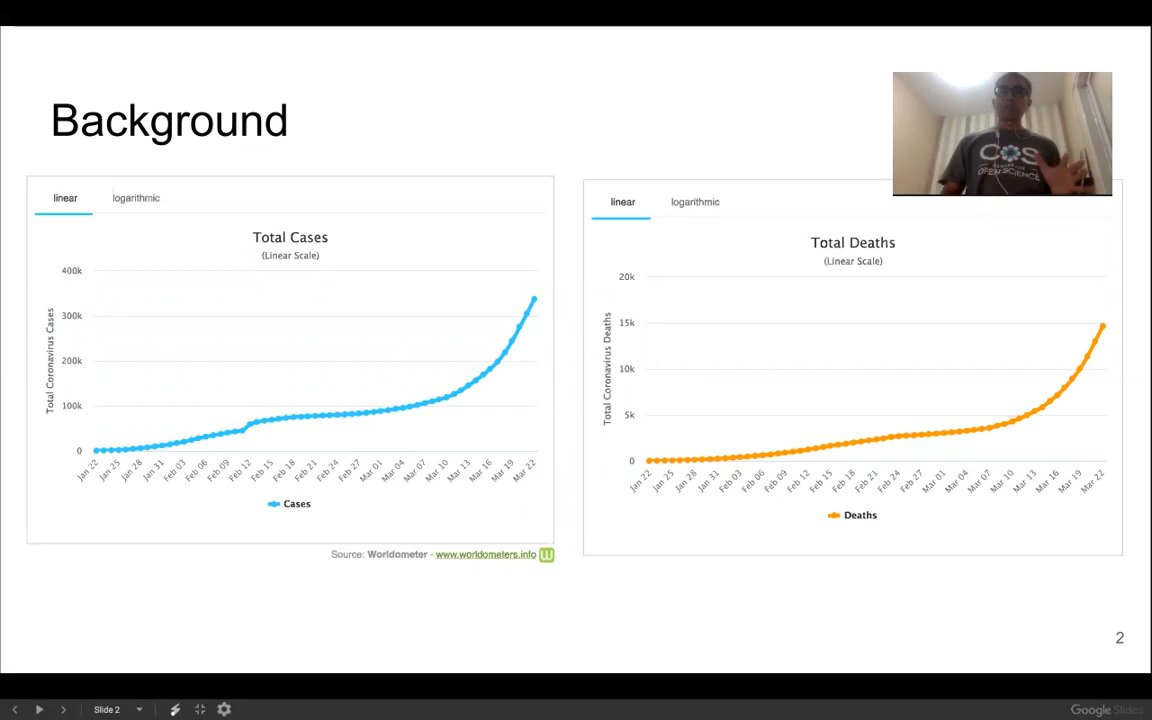 Background
COS
OPEN SCIENCE
linear
logarithmic
Total Cases
(Linear Scale)
Total Coronavirus Cases
400k
300k
200k
100k
0
Jan 22
Jan 25
Jan 28
Jan 31
Feb 03
Feb 06
Feb 09
Feb 12
Feb 15
Feb 18
Feb 21
Feb 24
Feb 27
Mar 01
Mar 04
Mar 07
Mar 10
Mar 13
Mar 16
Mar 19
Mar 22
Cases
Source: Worldometer - www.worldometers.info
W
linear
logarithmic
Total Deaths
(Linear Scale)
Total Coronavirus Deaths
20k
15k
10k
5k
0
Jan 22
Jan 25
Jan 28
Jan 31
Feb 03
Feb 06
Feb 09
Feb 12
Feb 15
Feb 18
Feb 21
Feb 24
Feb 27
Mar 01
Mar 04
Mar 07
Mar 10
Mar 13
Mar 16
Mar 19
Mar 22
Deaths
2
Slide 2
Google Slides